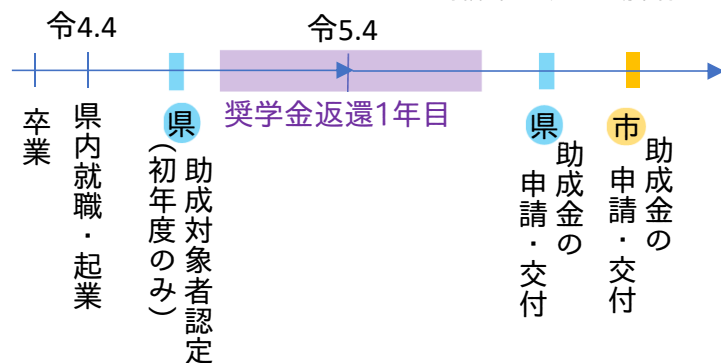 令4.4
令5.4
卒業
県内就職・起業
県
助成対象者認定
(初年度のみ)
奨学金返還1年目
県
助成金の
申請・交付
市
助成金の
申請・交付